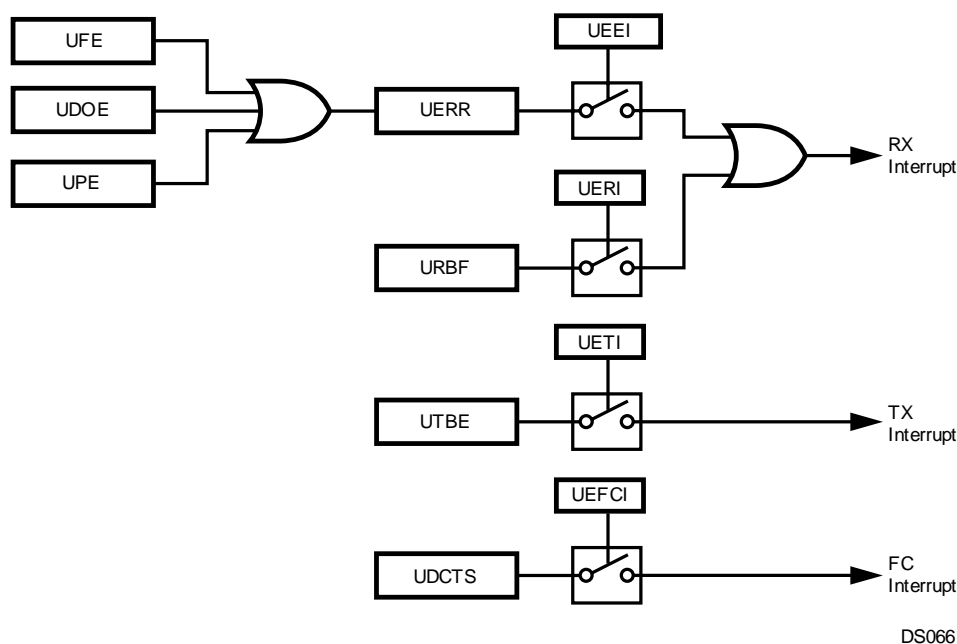 UFE
UEEI
UDOE
UERR
UPE
RX
Interrupt
UERI
URBF
UETI
UTBE
TX
Interrupt
UEFCI
UDCTS
FC
Interrupt
DS066